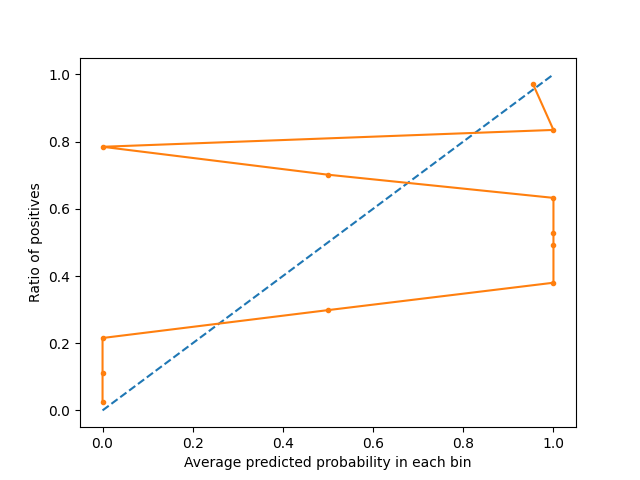 1.0
0.8
0.6
0.4
0.2
0.0
Ratio of positives
0.0 0.2 0.4 0.6 0.8 1.0
Average predicted probability in each bin